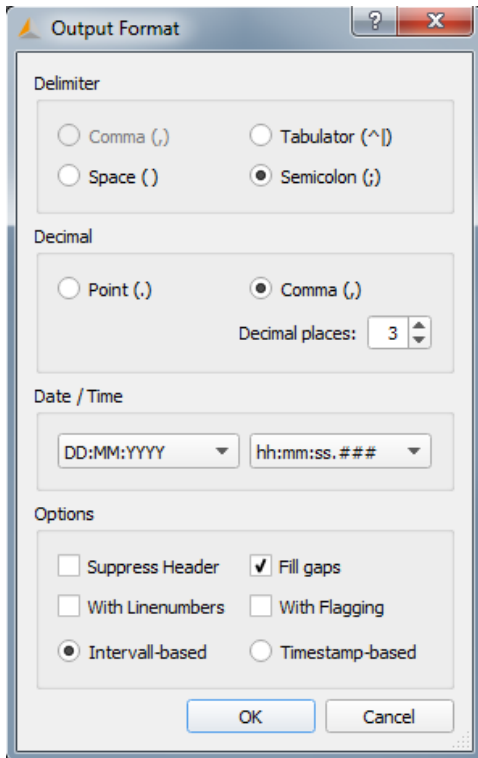 Output Format
?
Delimiter
Comma (,) Tabulator (^|)
Space ( ) Semicolon (;)
Decimal
Point (.) Comma (,)
Decimal places: 3
Date / Time
DD:MM:YYYY hh:mm:ss.###
Options
Suppress Header Fill gaps
With Linenumbers With Flagging
Intervall-based Timestamp-based
OK Cancel